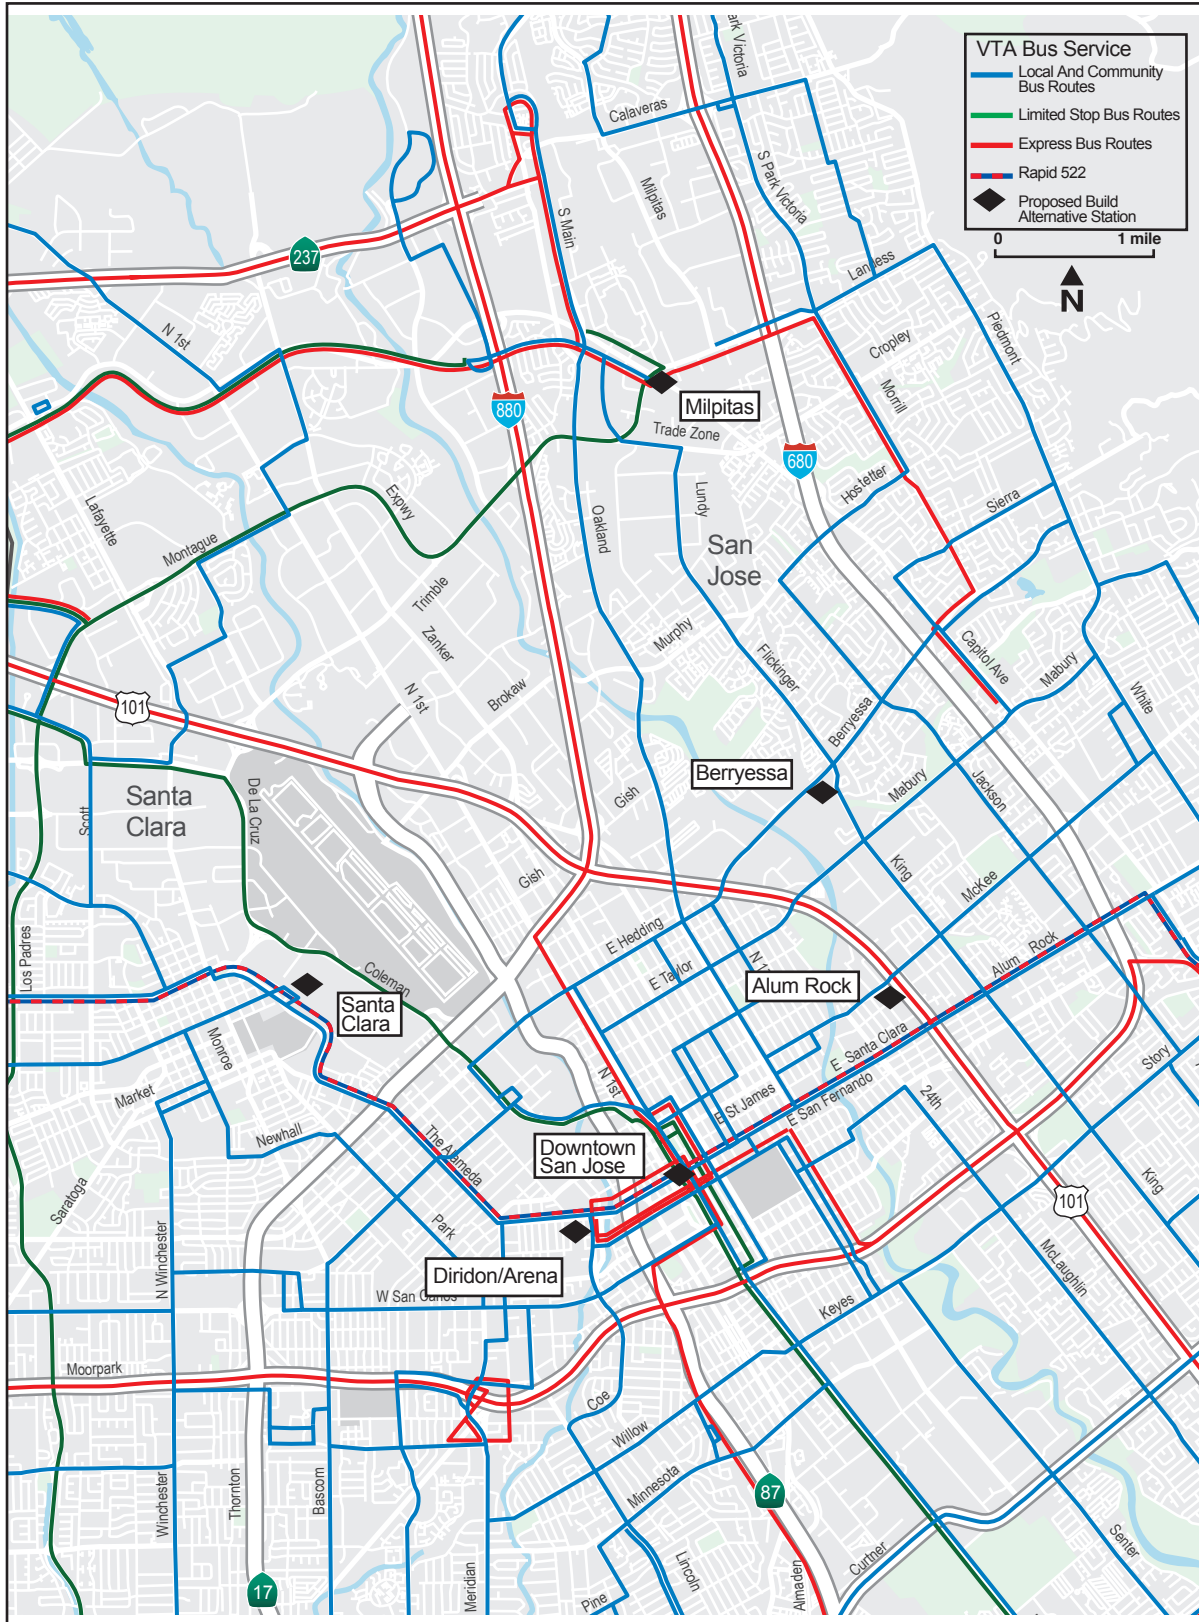 VTA Bus Service
Local And Community
Bus Routes
Limited Stop Bus Routes
Express Bus Routes
Rapid 522
Proposed Build
Alternative Station
0 1 mile
N
Park Victoria
Calaveras
Milpitas
S Park Victoria
S Main
237
Landess
N 1st
Piedmont
Cropley
Morrill
880
Milpitas
Trade Zone
680
Hostetter
Sierra
Lafayette
Expwy
Oakland
Lundy
San
Jose
Montague
Trimble
Zanker
Murphy
Flickinger
Capitol Ave
Mabury
White
N 1st
Brokaw
101
Berryessa
Berryessa
Mabury
Jackson
Gish
De La Cruz
Santa
Clara
Scott
Gish
King
McKee
Los Padres
E Hedding
E Taylor
Alum Rock
Alum Rock
Coleman
Santa
Clara
Monroe
E Santa Clara
Story
Market
N 1st
E St James
E San Fernando
24th
Newhall
The Alameda
Downtown
San Jose
King
Saratoga
Park
101
N Winchester
Diridon/Arena
McLaughlin
W San Carlos
Keyes
Moorpark
Coe
Willow
Minnesota
87
Winchester
Thornton
Bascom
17
Meridian
Pine
Lincoln
Almaden
Curtner
Senter